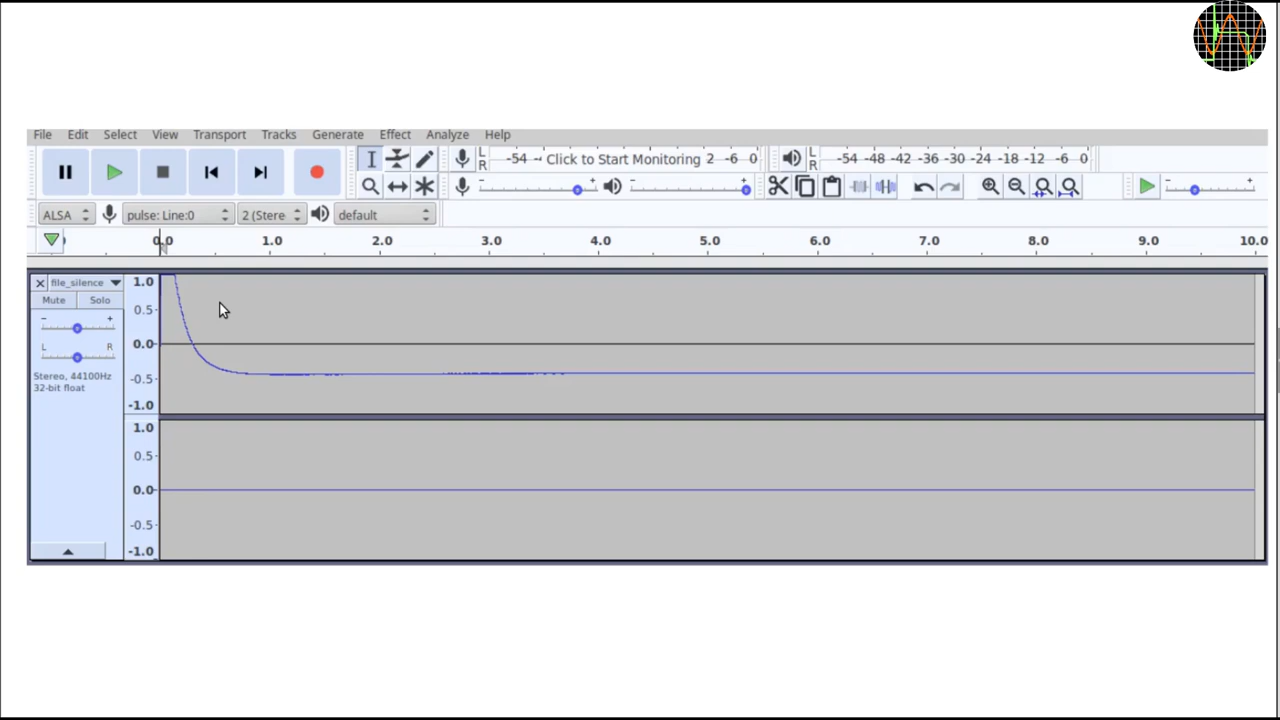 File Edit Select View Transport Tracks Generate Effect Analyze Help
L R -54 Click to Start Monitoring 2 -6 0 L R -54 -48 -42 -36 -30 -24 -18 -12 -6 0
- + - + - +
ALSA pulse: Line:0 2 (Stere default
0.0 1.0 2.0 3.0 4.0 5.0 6.0 7.0 8.0 9.0 10.0
file_silence
Mute Solo
- +
L R
Stereo, 44100Hz
32-bit float
1.0
0.5
0.0
-0.5
-1.0
1.0
0.5
0.0
-0.5
-1.0